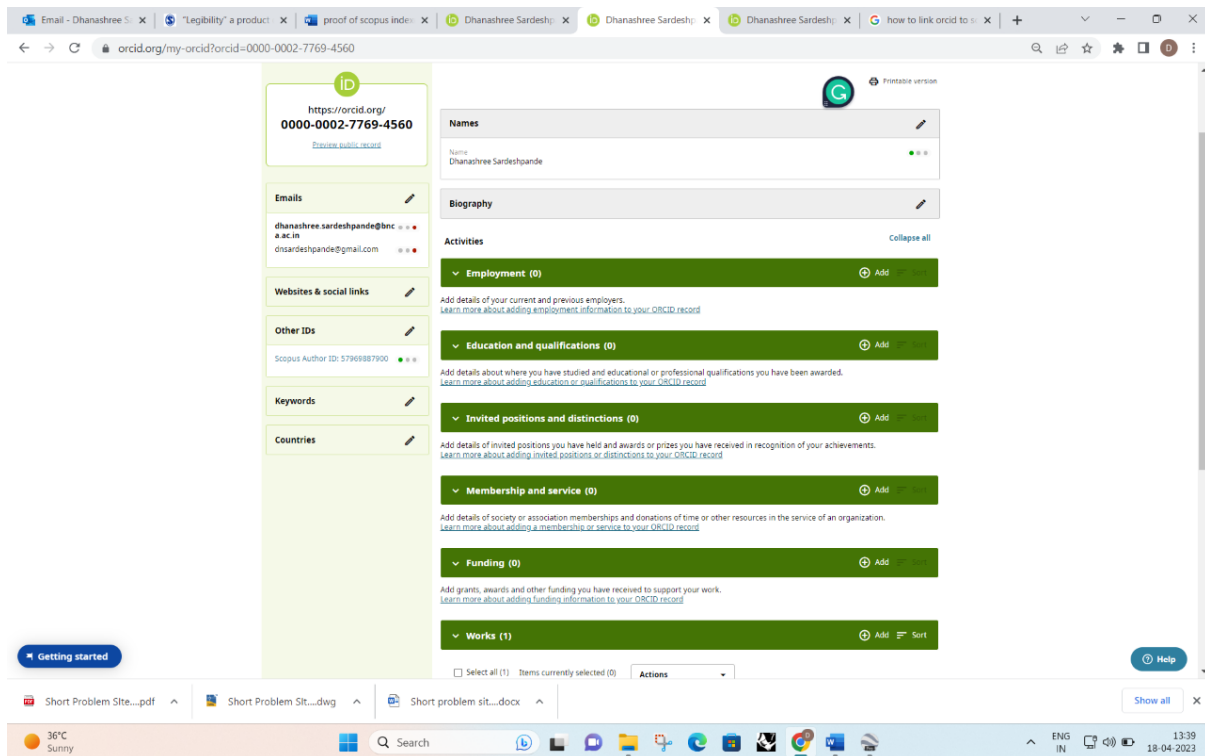 Email - Dhanashree S
"Legibility" a product
proof of scopus index
Dhanashree Sardeshp
Dhanashree Sardeshp
Dhanashree Sardeshp
how to link orcid to s
orcid.org/my-orcid?orcid=0000-0002-7769-4560
D
iD
https://orcid.org/
0000-0002-7769-4560
Preview public record
Emails
dhanashree.sardeshpande@bnc
a.ac.in
dnsardeshpande@gmail.com
Websites & social links
Other IDs
Scopus Author ID: 57969887900
Keywords
Countries
Printable version
Names
Name
Dhanashree Sardeshpande
Biography
Activities
Collapse all
Employment (0)
Add Sort
Add details of your current and previous employers.
Learn more about adding employment information to your ORCID record
Education and qualifications (0)
Add Sort
Add details about where you have studied and educational or professional qualifications you have been awarded.
Learn more about adding education or qualifications to your ORCID record
Invited positions and distinctions (0)
Add Sort
Add details of invited positions you have held and awards or prizes you have received in recognition of your achievements.
Learn more about adding invited positions or distinctions to your ORCID record
Membership and service (0)
Add Sort
Add details of society or association memberships and donations of time or other resources in the service of an organization.
Learn more about adding a membership or service to your ORCID record
Funding (0)
Add Sort
Add grants, awards and other funding you have received to support your work.
Learn more about adding funding information to your ORCID record
Works (1)
Add Sort
Select all (1) Items currently selected (0) Actions
Getting started
Help
Short Problem SIte....pdf
Short Problem Sit....dwg
Short problem sit....docx
Show all
36°C
Sunny
Search
ENG
IN
13:39
18-04-2023